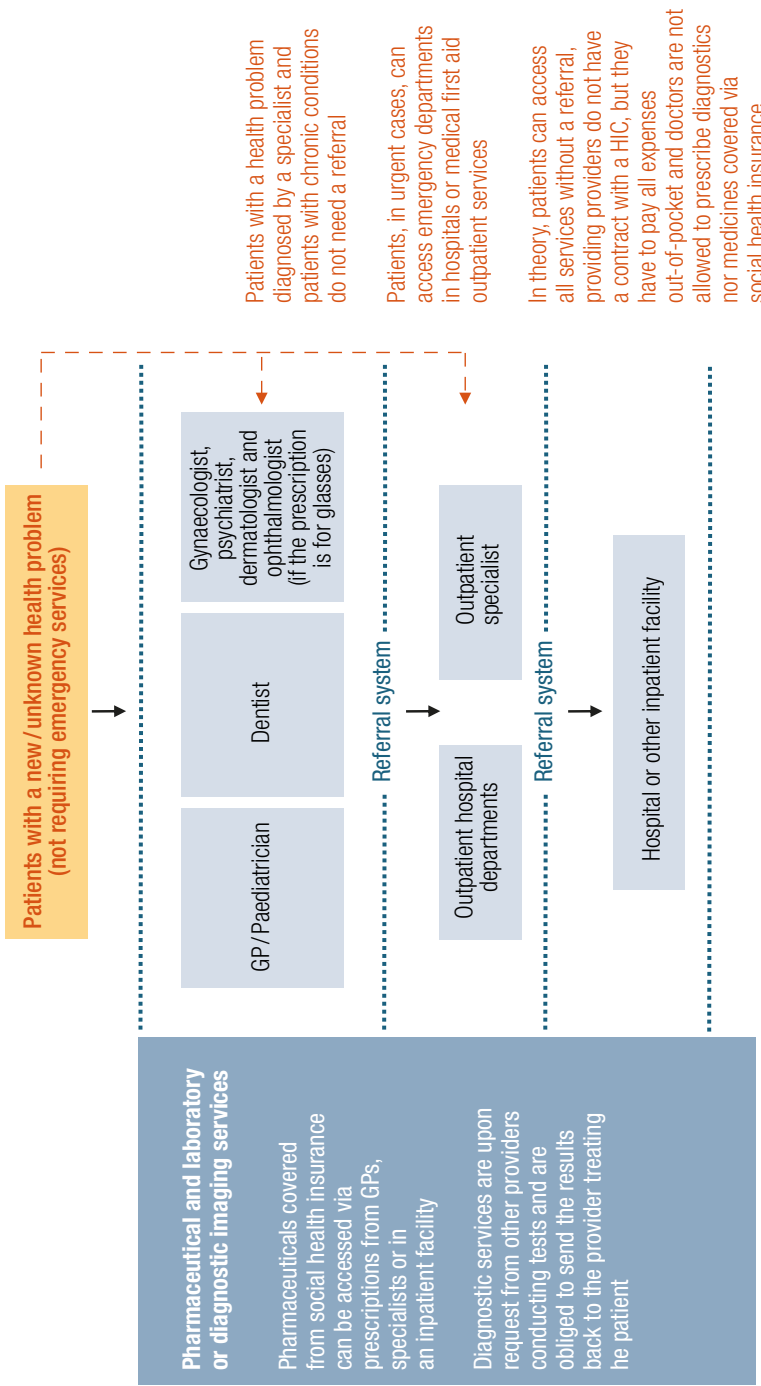 Patients with a new/unknown health problem
(not requiring emergency services)
Pharmaceutical and laboratory
or diagnostic imaging services
Pharmaceuticals covered
from social health insurance
can be accessed via
prescriptions from GPs,
specialists or in
an inpatient facility
Diagnostic services are upon
request from other providers
conducting tests and are
obliged to send the results
back to the provider treating
he patient
GP/Paediatrician
Dentist
Gynaecologist,
psychiatrist,
dermatologist and
ophthalmologist
(if the prescription
is for glasses)
Referral system
Outpatient hospital
departments
Outpatient
specialist
Referral system
Hospital or other inpatient facility
Patients with a health problem
diagnosed by a specialist and
patients with chronic conditions
do not need a referral
Patients, in urgent cases, can
access emergency departments
in hospitals or medical first aid
outpatient services
In theory, patients can access
all services without a referral,
providing providers do not have
a contract with a HIC, but they
have to pay all expenses
out-of-pocket and doctors are not
allowed to prescribe diagnostics
nor medicines covered via
social health insurance